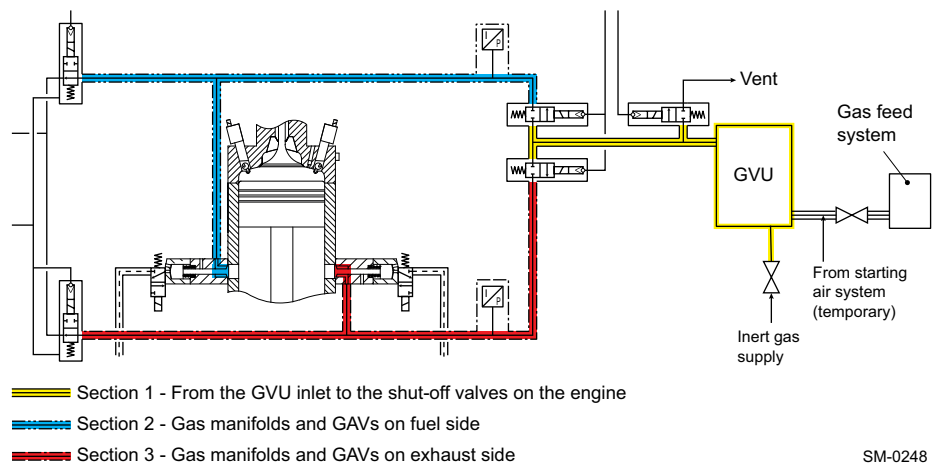 Vent
Gas feed
system
GVU
I
P
I
P
From starting
air system
(temporary)
Inert gas
supply
Section 1 - From the GVU inlet to the shut-off valves on the engine
Section 2 - Gas manifolds and GAVs on fuel side
Section 3 - Gas manifolds and GAVs on exhaust side
SM-0248